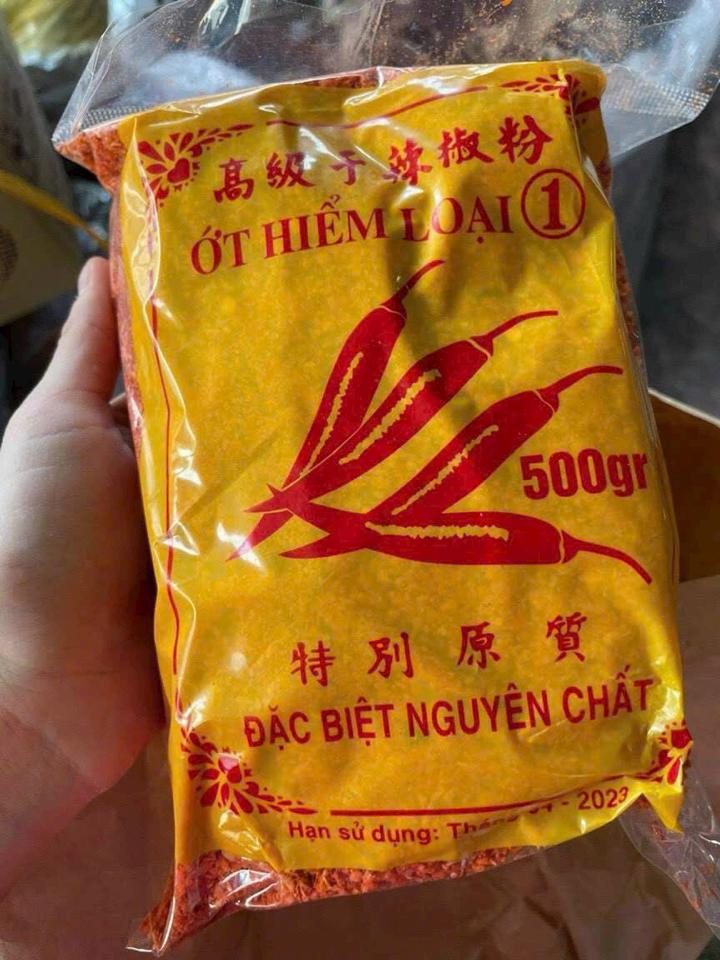 高級干辣椒粉
ỚT HIỂM LOẠI 1
500gr
特別原質
ĐẶC BIỆT NGUYÊN CHẤT
Hạn sử dụng: - 2023